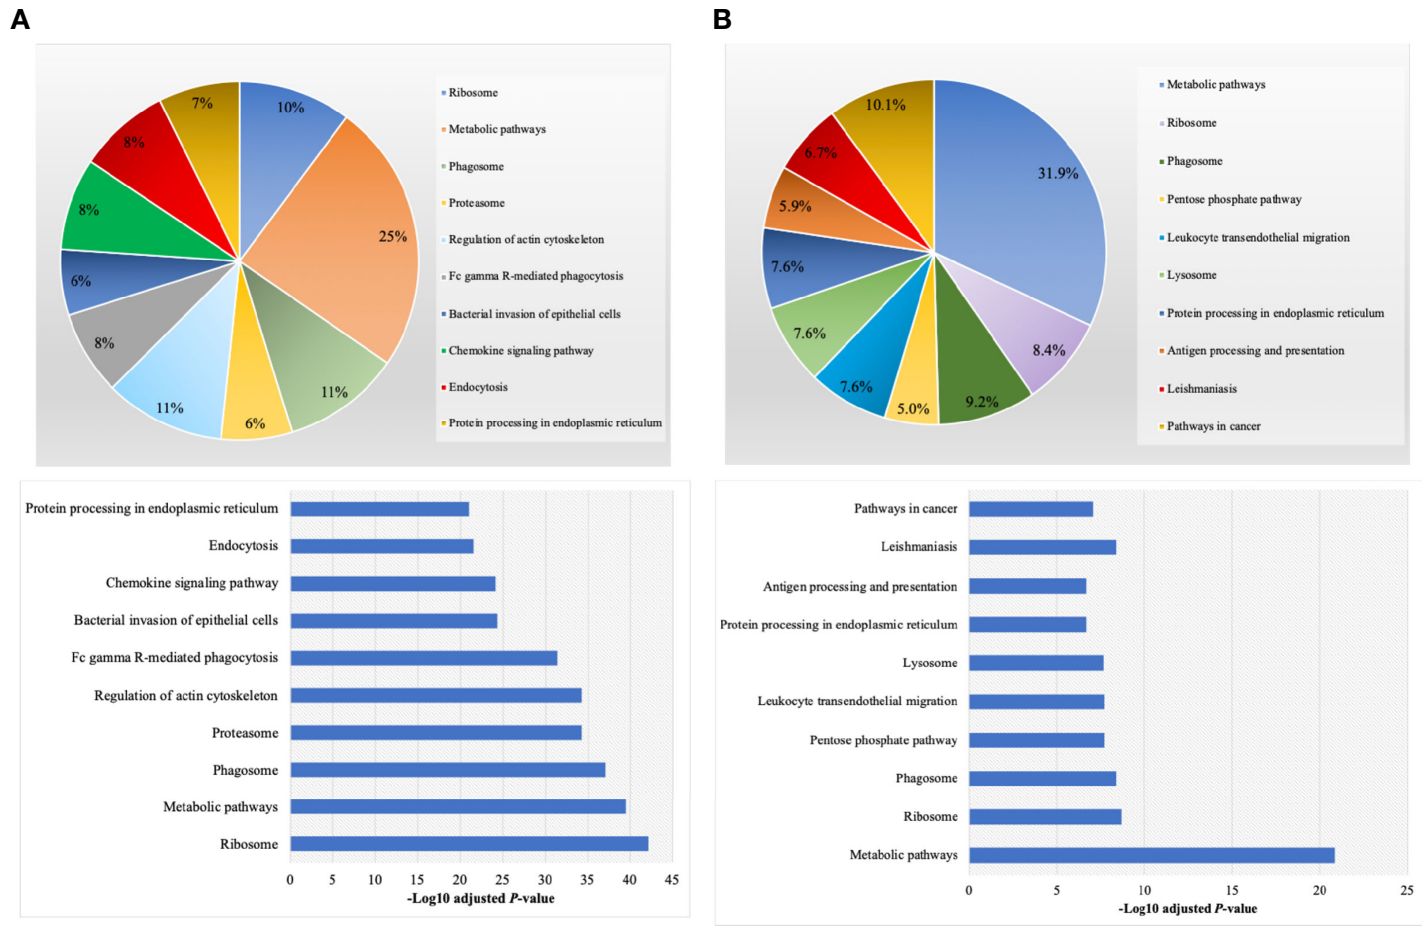 A
10%
25%
11%
6%
11%
8%
6%
8%
8%
7%
Ribosome
Metabolic pathways
Phagosome
Proteasome
Regulation of actin cytoskeleton
Fc gamma R-mediated phagocytosis
Bacterial invasion of epithelial cells
Chemokine signaling pathway
Endocytosis
Protein processing in endoplasmic reticulum
Protein processing in endoplasmic reticulum
Endocytosis
Chemokine signaling pathway
Bacterial invasion of epithelial cells
Fc gamma R-mediated phagocytosis
Regulation of actin cytoskeleton
Proteasome
Phagosome
Metabolic pathways
Ribosome
0 5 10 15 20 25 30 35 40 45
-Log10 adjusted P-value
B
31.9%
8.4%
9.2%
5.0%
7.6%
7.6%
7.6%
5.9%
6.7%
10.1%
Metabolic pathways
Ribosome
Phagosome
Pentose phosphate pathway
Leukocyte transendothelial migration
Lysosome
Protein processing in endoplasmic reticulum
Antigen processing and presentation
Leishmaniasis
Pathways in cancer
Pathways in cancer
Leishmaniasis
Antigen processing and presentation
Protein processing in endoplasmic reticulum
Lysosome
Leukocyte transendothelial migration
Pentose phosphate pathway
Phagosome
Ribosome
Metabolic pathways
0 5 10 15 20 25
-Log10 adjusted P-value